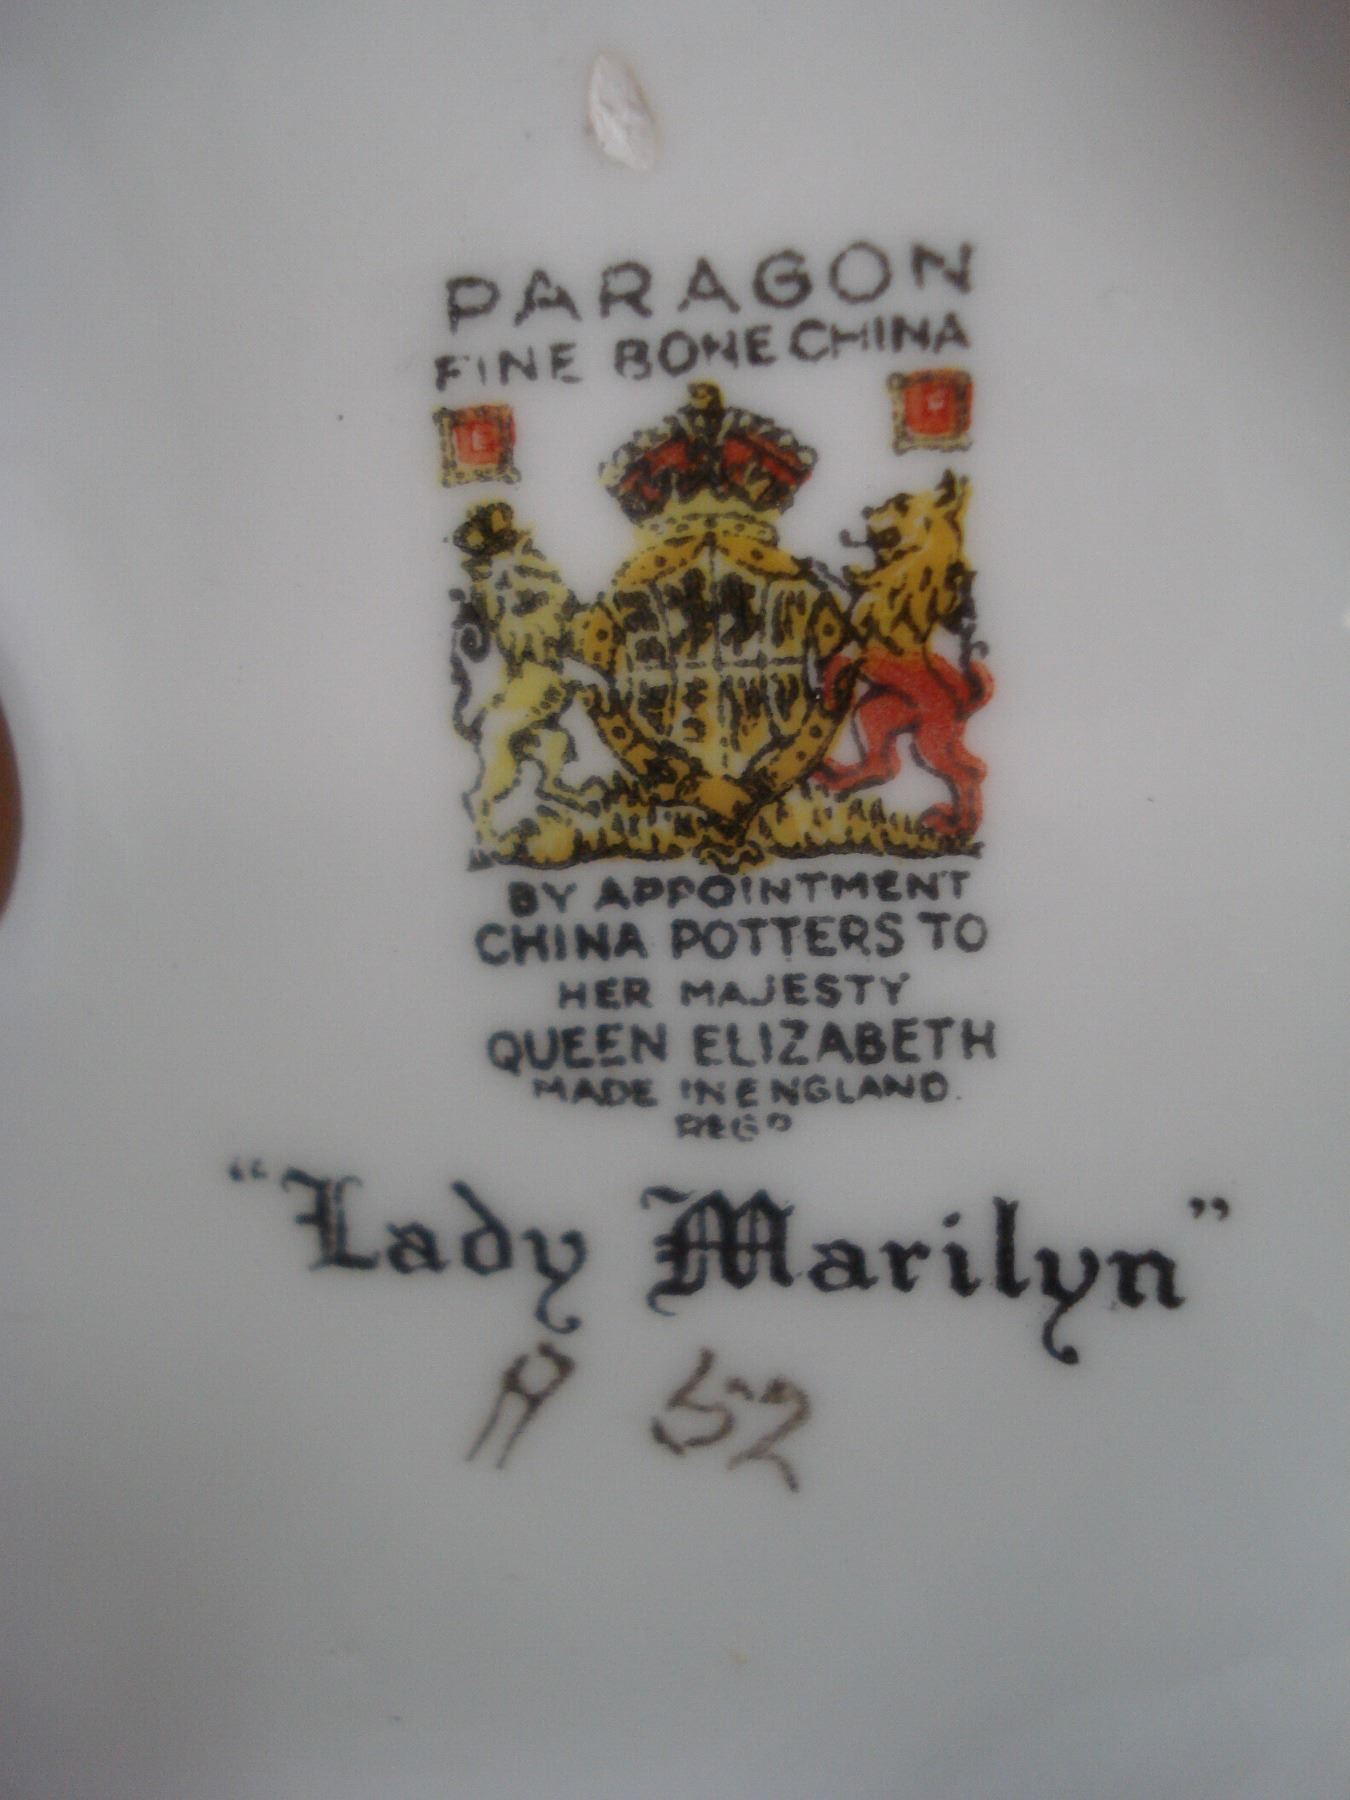 PARAGON
FINE BONE CHINA
BY APPOINTMENT
CHINA POTTERS TO
HER MAJESTY
QUEEN ELIZABETH
MADE IN ENGLAND.
REGD
"Lady Marilyn"
52